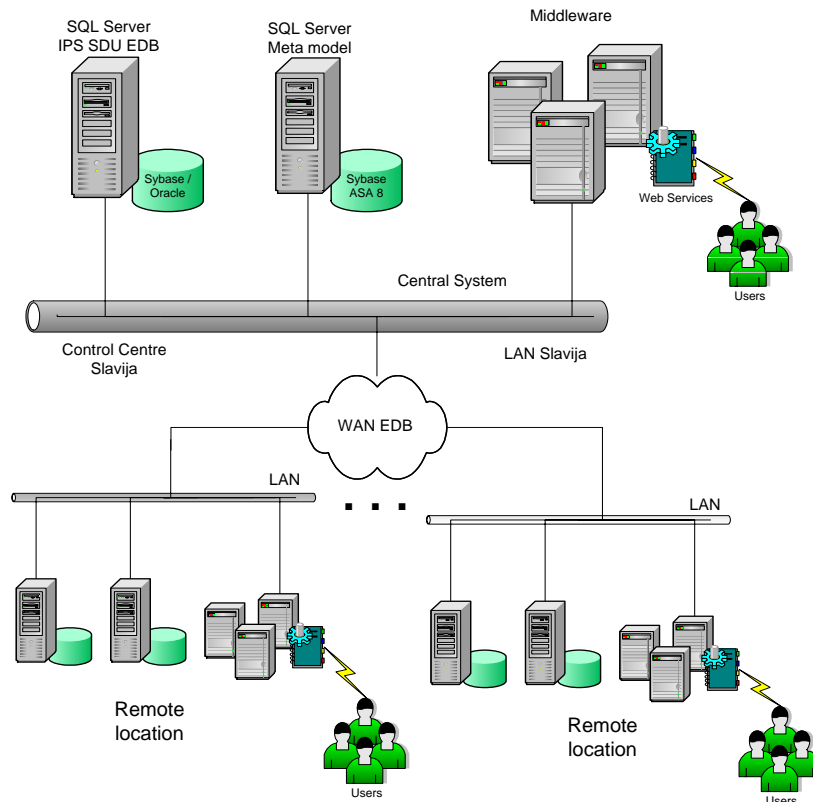 SQL Server
IPS SDU EDB
SQL Server
Meta model
Middleware
Sybase /
Oracle
Sybase
ASA 8
Web Services
Users
Central System
Control Centre
Slavija
LAN Slavija
WAN EDB
LAN
LAN
Remote
location
Users
Remote
location
Users